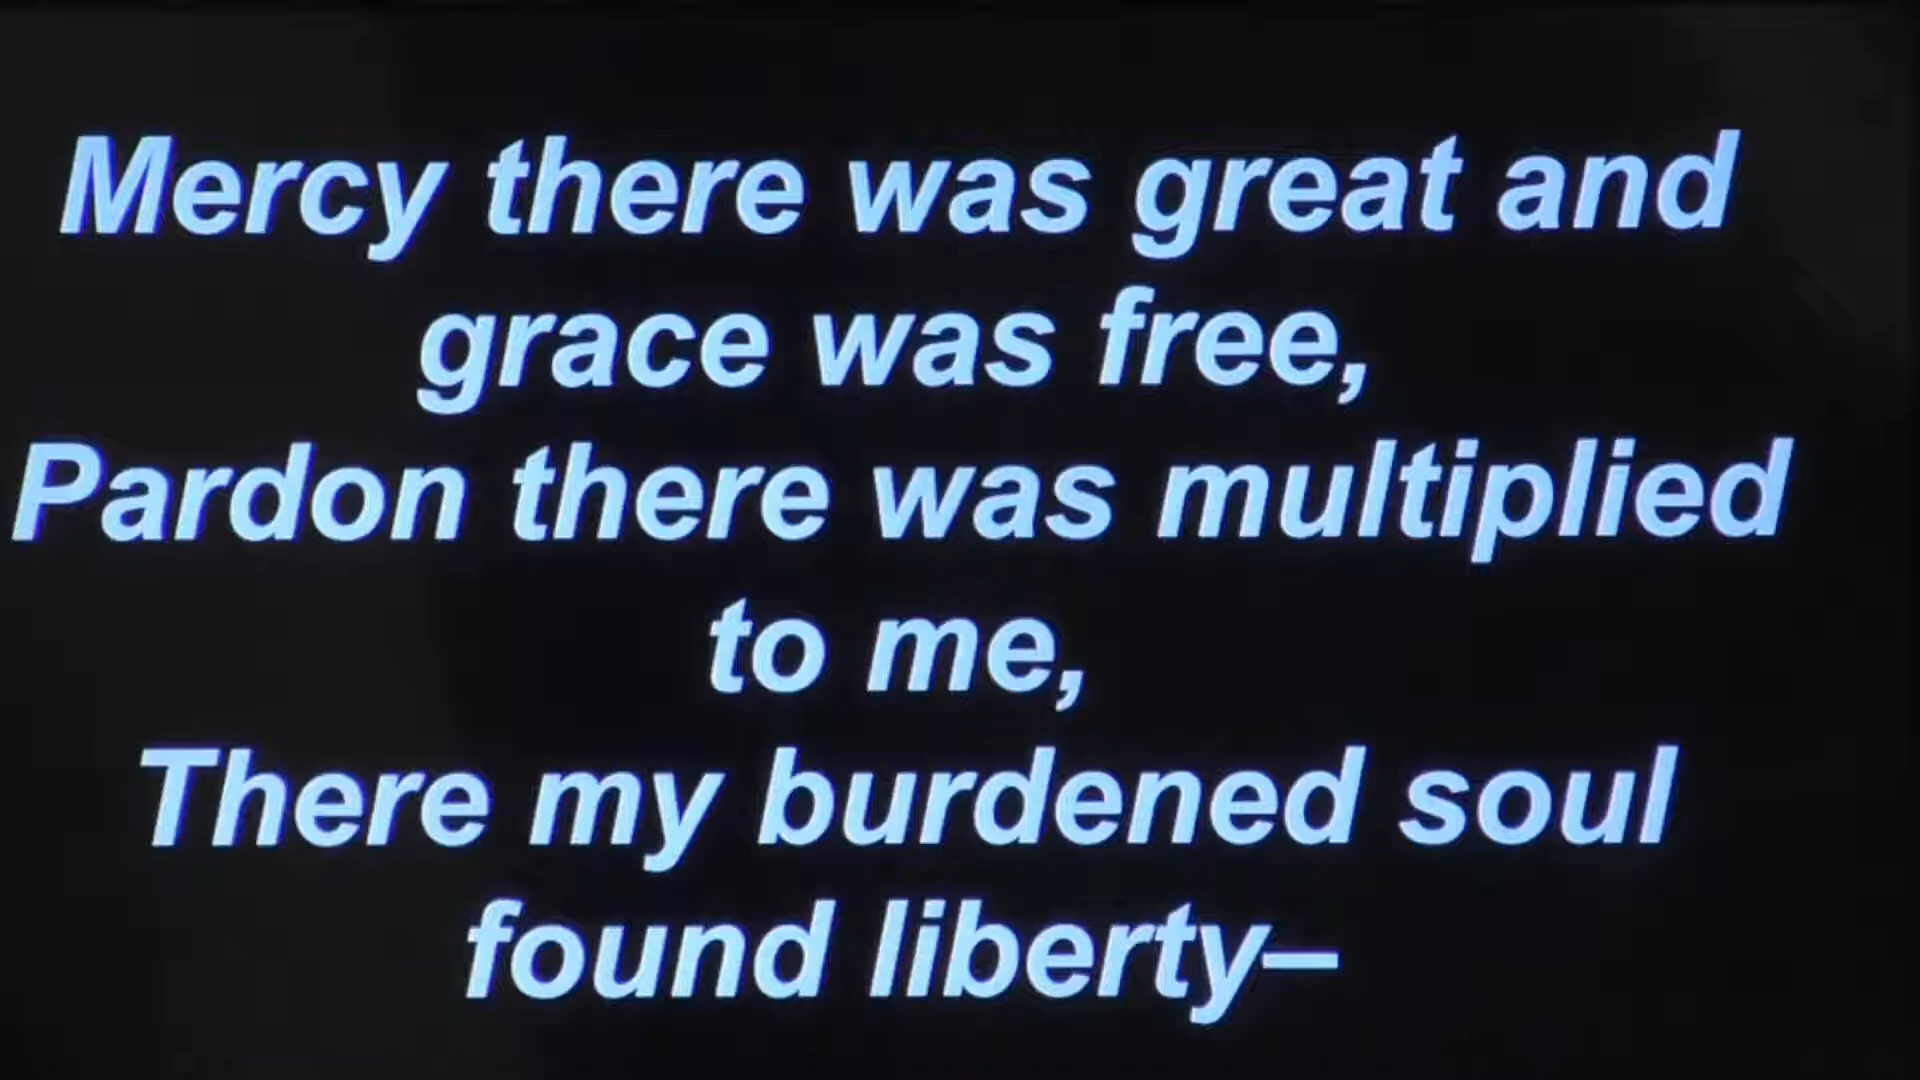 Mercy there was great and
grace was free,
Pardon there was multiplied
to me,
There my burdened soul
found liberty–